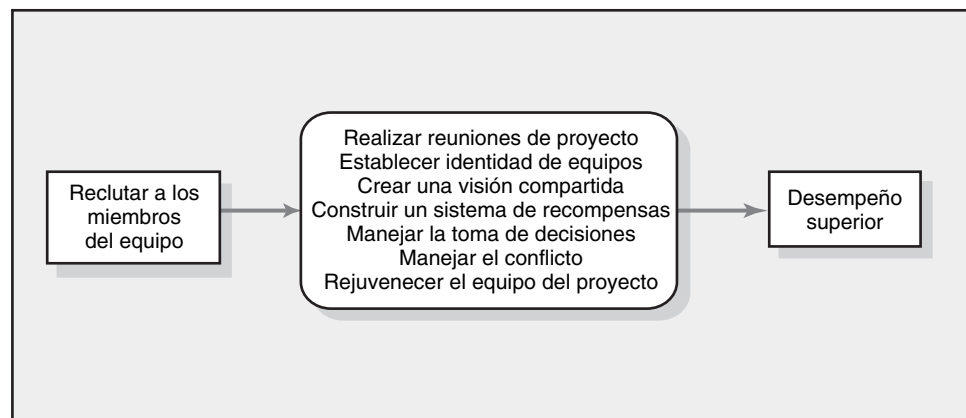 Reclutar a los
miembros
del equipo
Realizar reuniones de proyecto
Establecer identidad de equipos
Crear una visión compartida
Construir un sistema de recompensas
Manejar la toma de decisiones
Manejar el conflicto
Rejuvenecer el equipo del proyecto
Desempeño
superior